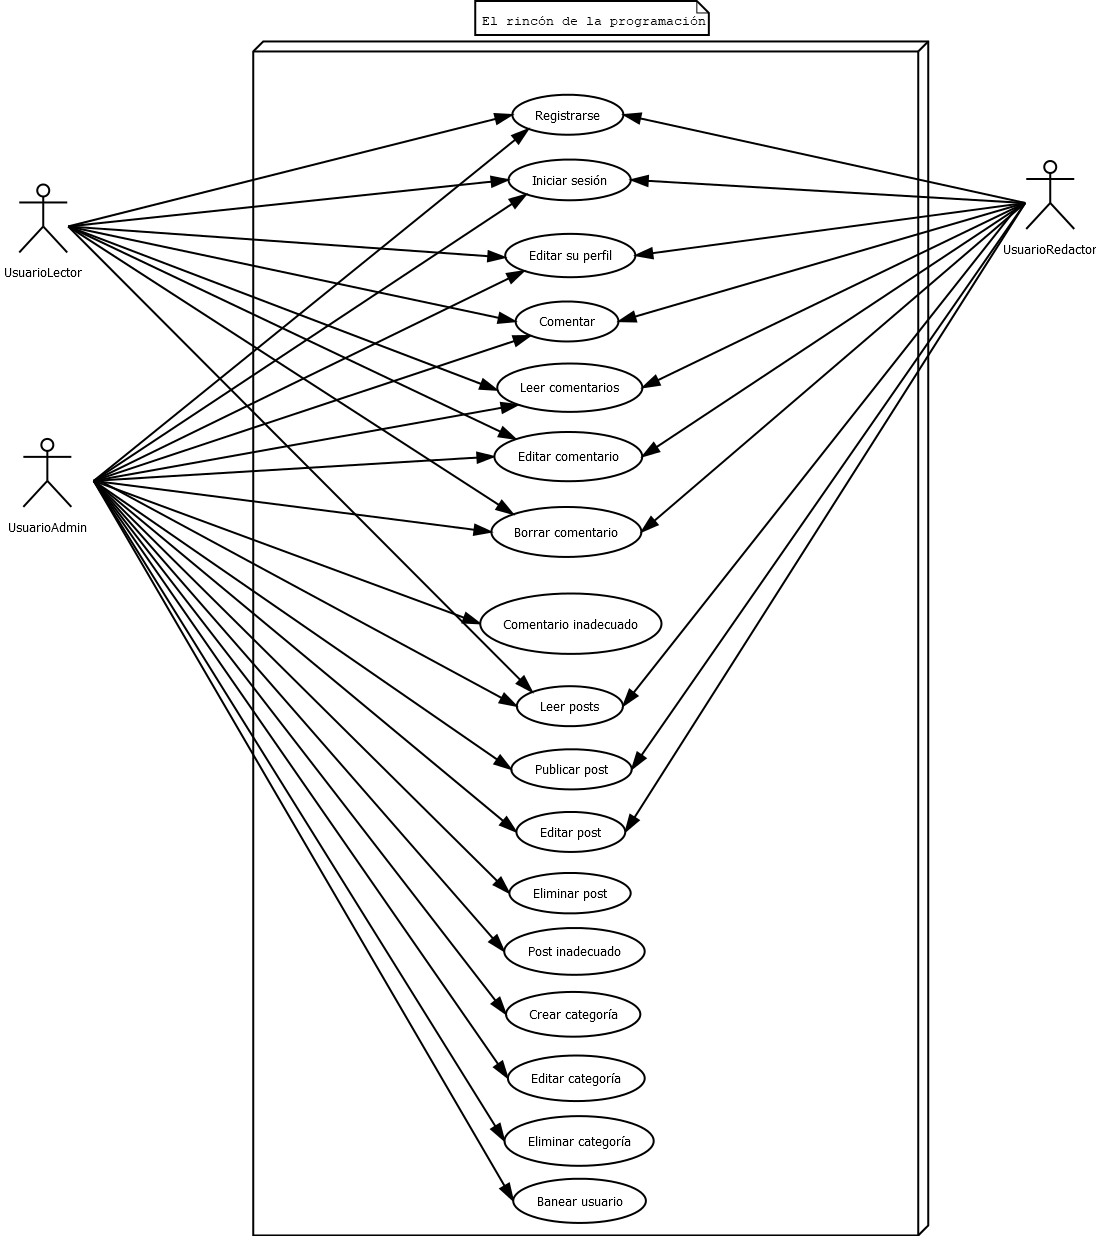 El rincón de la programación
Registrarse
Iniciar sesión
UsuarioLector
UsuarioRedactor
Editar su perfil
Comentar
Leer comentarios
Editar comentario
UsuarioAdmin
Borrar comentario
Comentario inadecuado
Leer posts
Publicar post
Editar post
Eliminar post
Post inadecuado
Crear categoría
Editar categoría
Eliminar categoría
Banear usuario